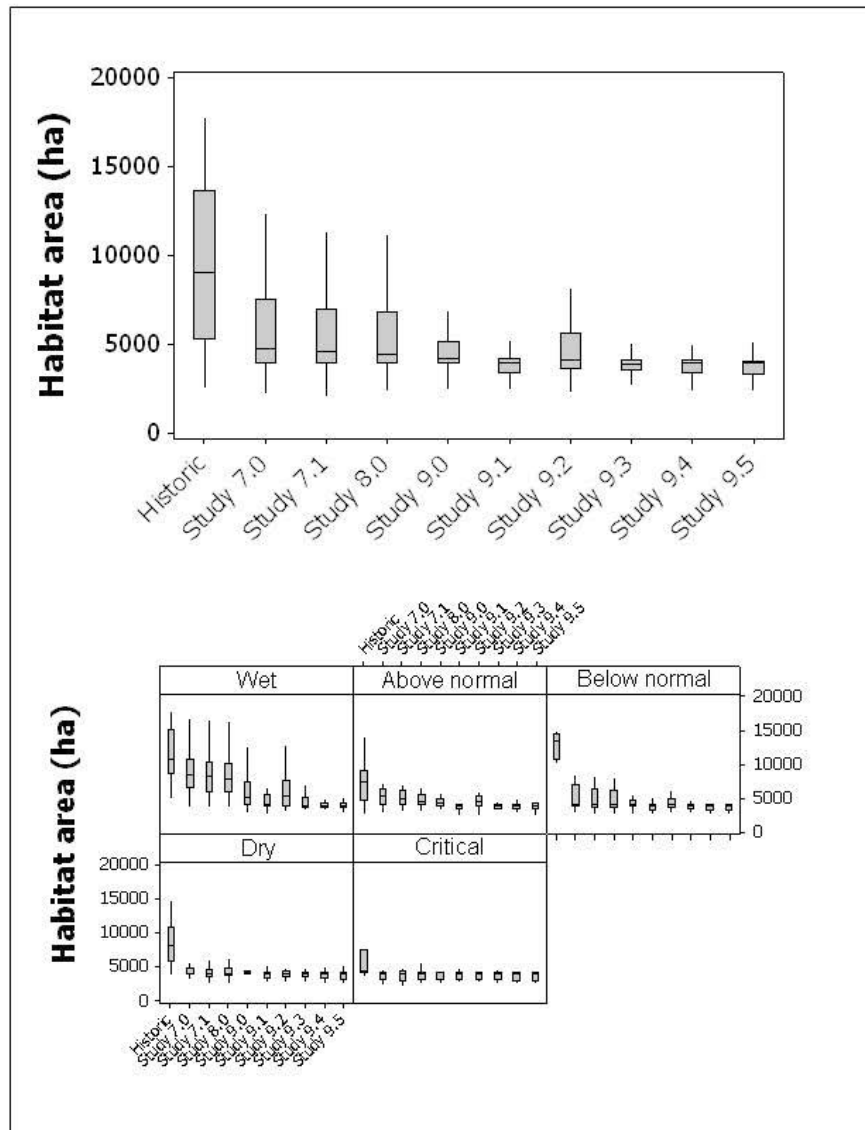 Habitat area (ha)
20000
15000
10000
5000
0
Historic
Study 7.0
Study 7.1
Study 8.0
Study 9.0
Study 9.1
Study 9.2
Study 9.3
Study 9.4
Study 9.5
Historic
Study 7.0
Study 7.1
Study 8.0
Study 9.0
Study 9.1
Study 9.2
Study 9.3
Study 9.4
Study 9.5
Habitat area (ha)
Wet
Above normal
Below normal
20000
15000
10000
5000
0
Dry
Critical
20000
15000
10000
5000
0
Historic
Study 7.0
Study 7.1
Study 8.0
Study 9.0
Study 9.1
Study 9.2
Study 9.3
Study 9.4
Study 9.5